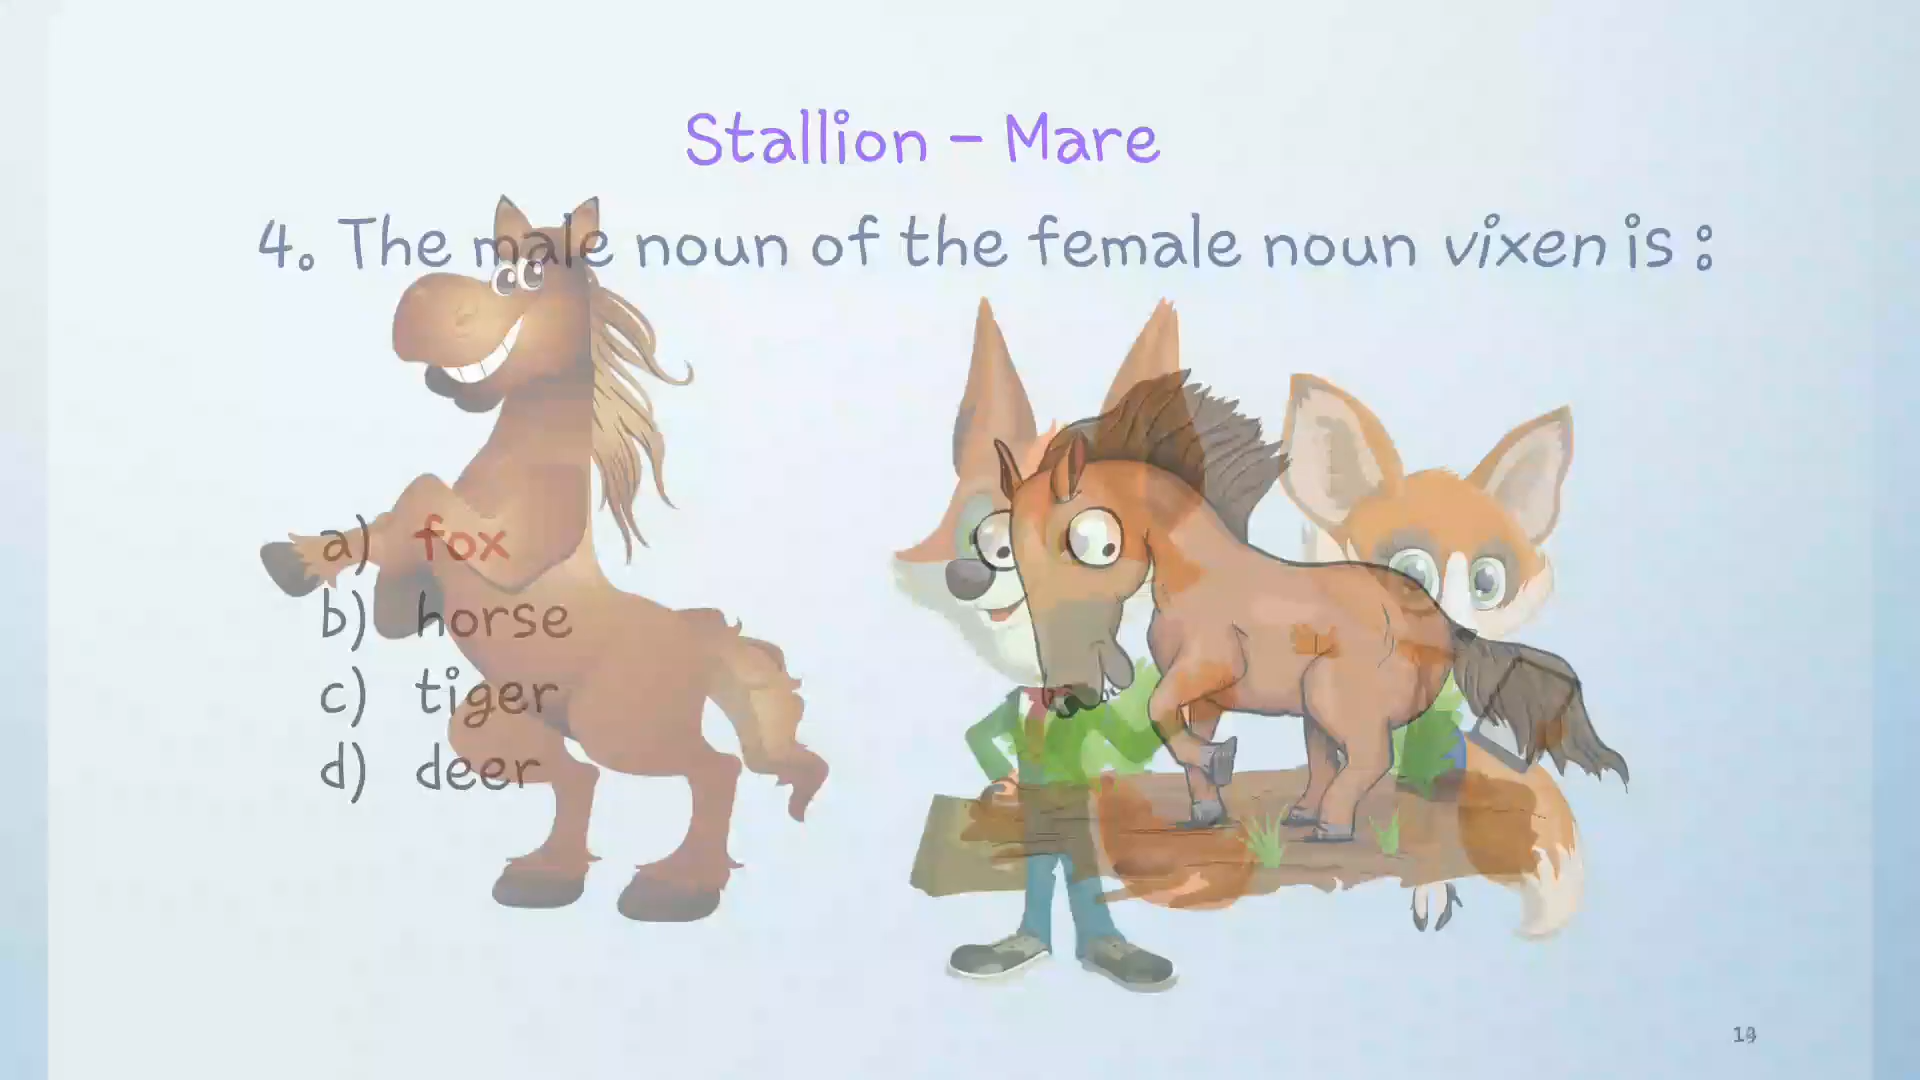 Stallion - Mare
4. The male noun of the female noun vixen is :
a) fox
b) horse
c) tiger
d) deer